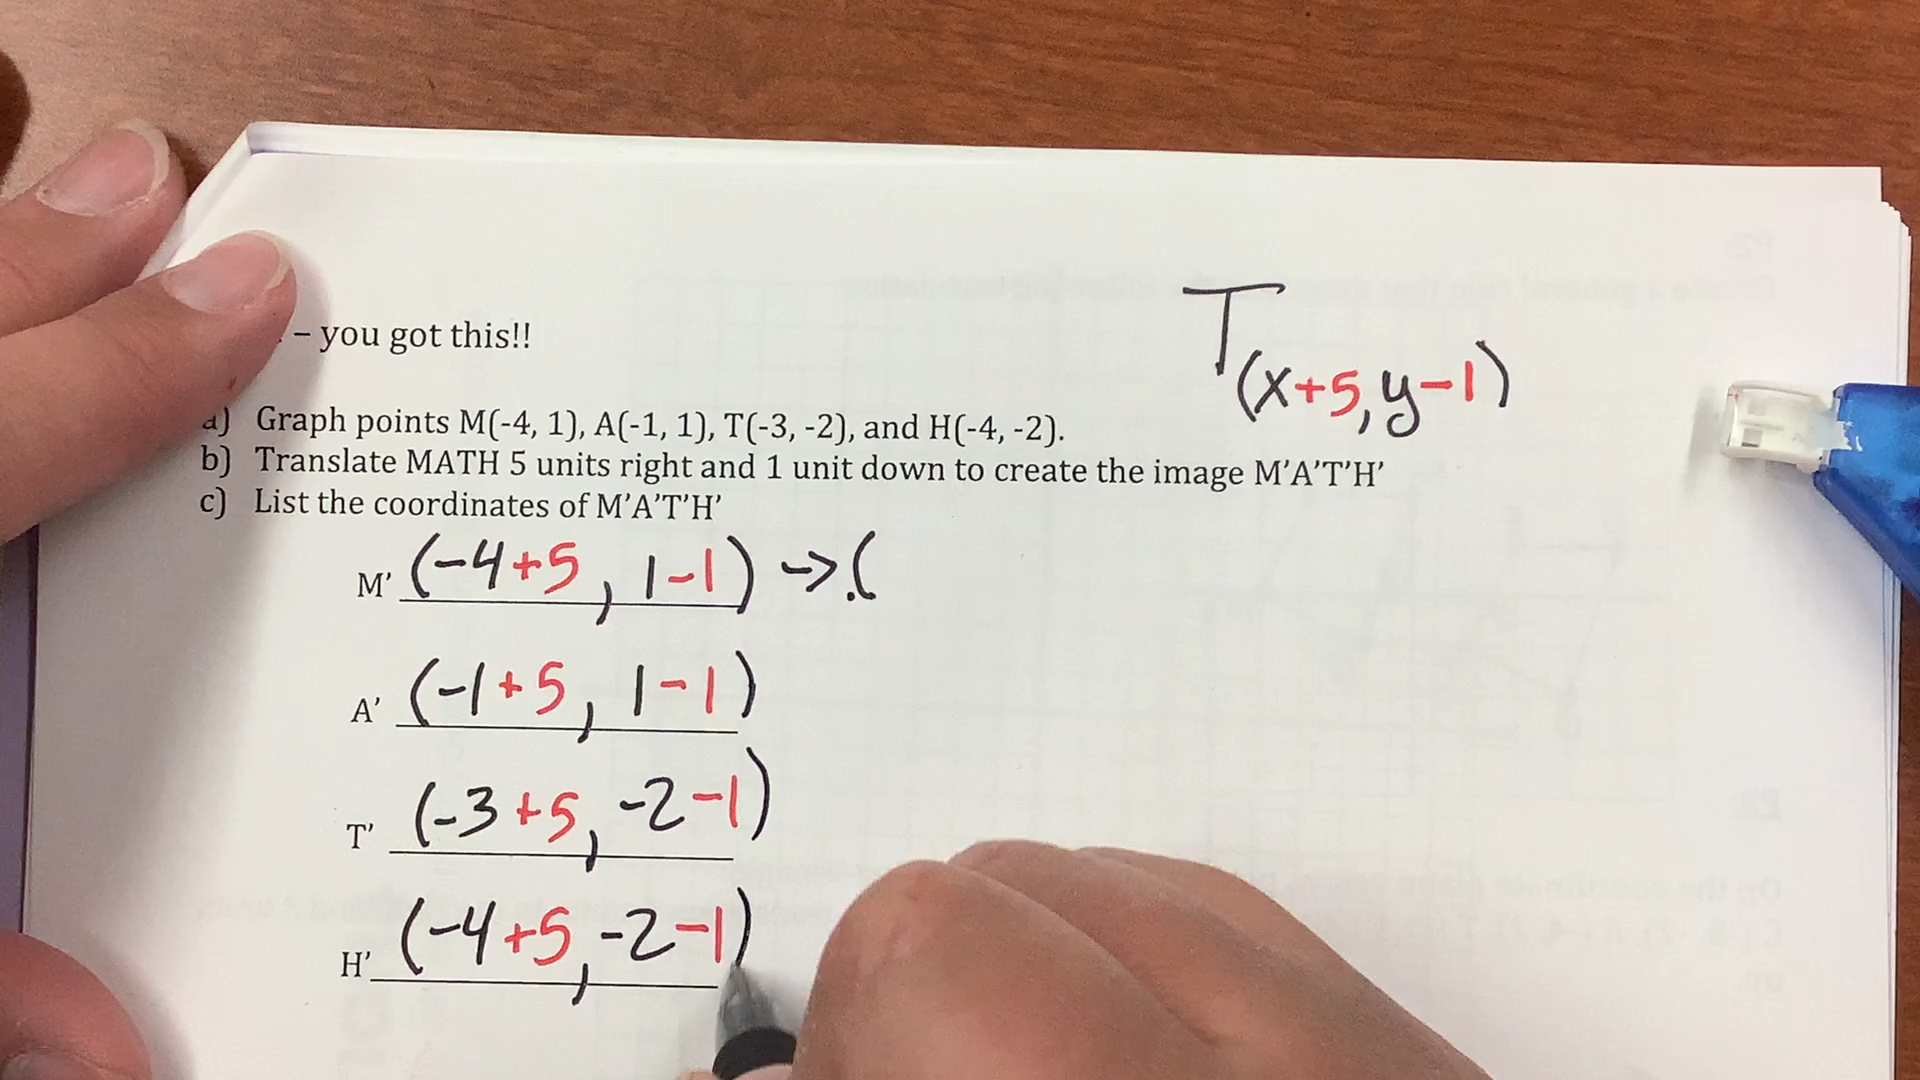 – you got this!!
T(x+5, y-1)
a) Graph points M(-4, 1), A(-1, 1), T(-3, -2), and H(-4, -2).
b) Translate MATH 5 units right and 1 unit down to create the image M'A'T'H'
c) List the coordinates of M'A'T'H'
M' (-4+5, 1-1) ->.(
A' (-1+5, 1-1)
T' (-3+5, -2-1)
H' (-4+5, -2-1)